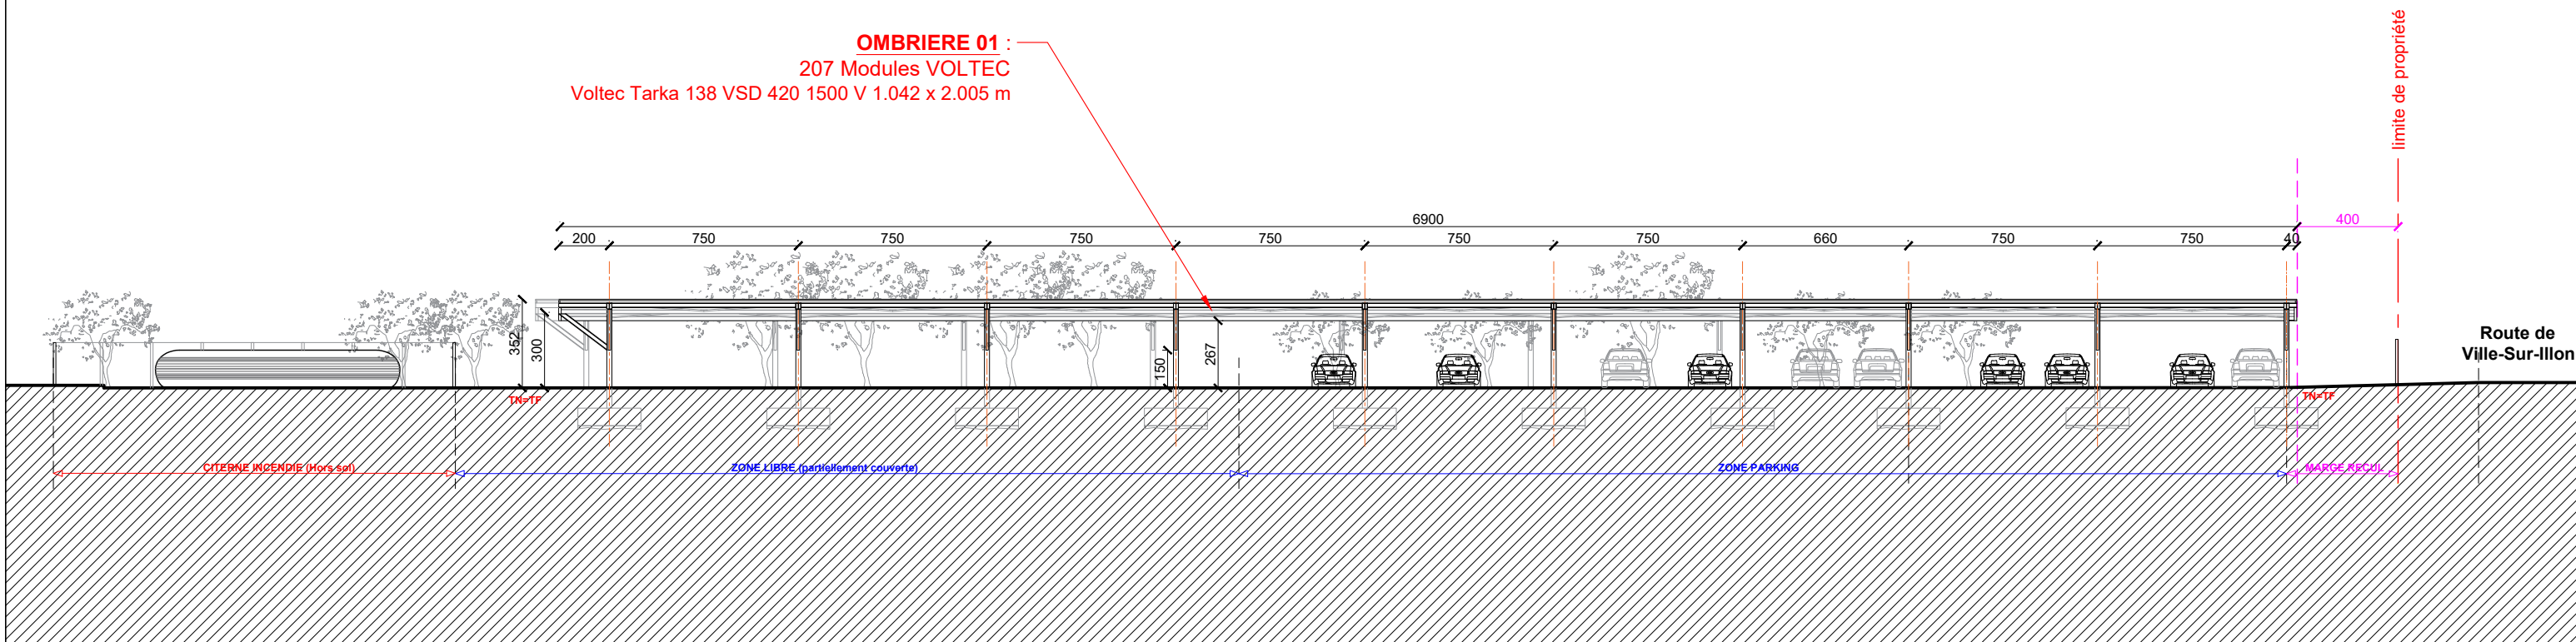 OMBRIERE 01 :
207 Modules VOLTEC
Voltec Tarka 138 VSD 420 1500 V 1.042 x 2.005 m
limite de propriété
6900
400
200
750
750
750
750
750
750
660
750
750
40
352
300
150
267
Route de
Ville-Sur-Illon
TN=TF
TN=TF
CITERNE INCENDIE (Hors sol)
ZONE LIBRE (partiellement couverte)
ZONE PARKING
MARGE RECUL